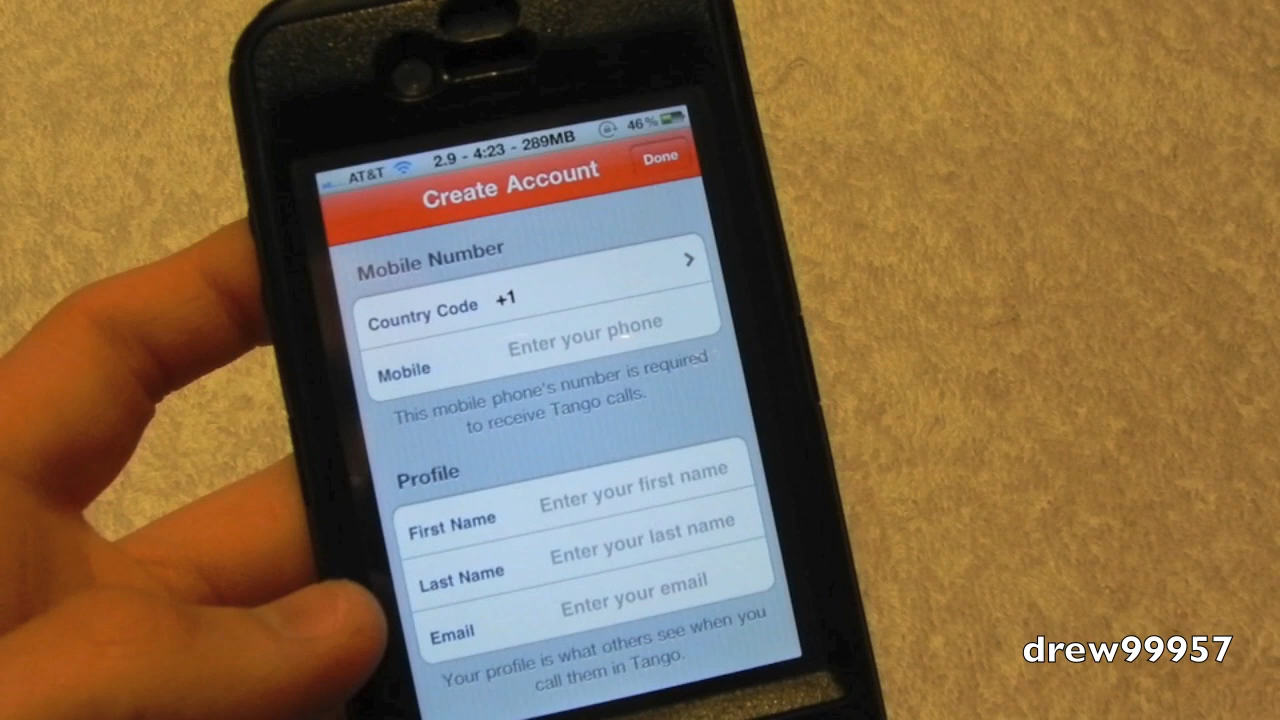 AT&T 2.9 - 4:23 - 289MB 46%
Create Account
Done
Mobile Number
Country Code +1
Mobile Enter your phone
This mobile phone's number is required
to receive Tango calls.
Profile
First Name Enter your first name
Last Name Enter your last name
Email Enter your email
Your profile is what others see when you
call them in Tango.
drew99957